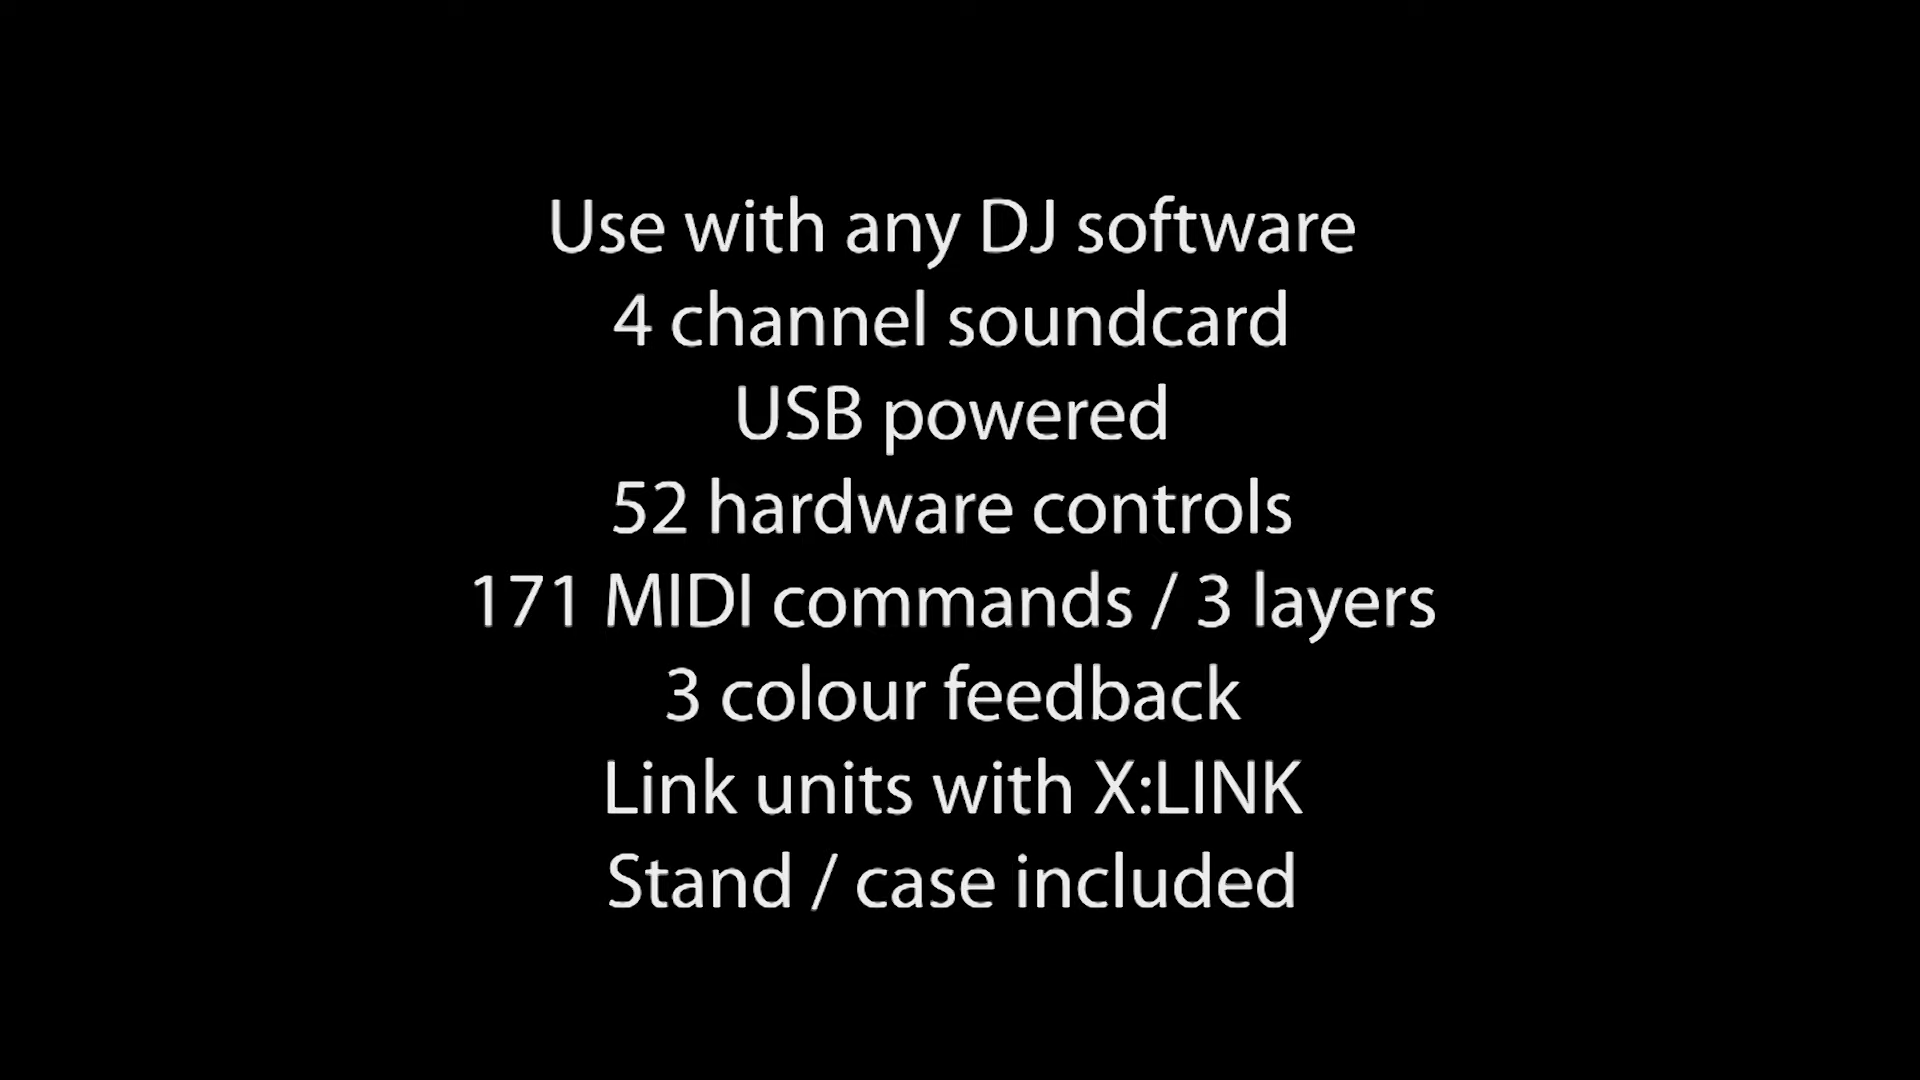 Use with any DJ software
4 channel soundcard
USB powered
52 hardware controls
171 MIDI commands / 3 layers
3 colour feedback
Link units with X:LINK
Stand / case included